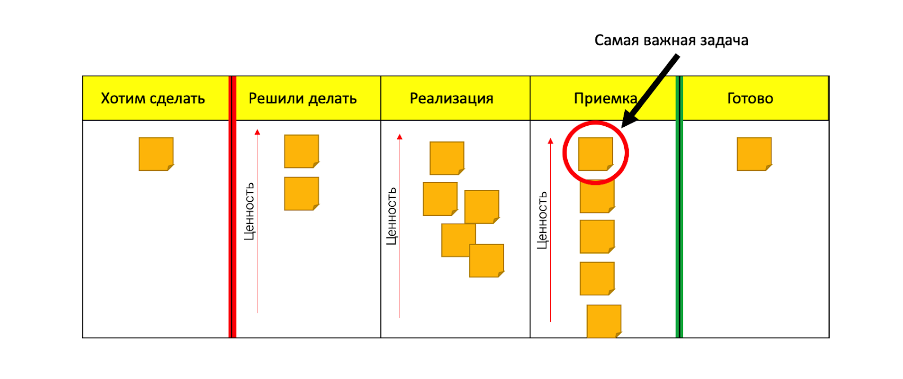 Самая важная задача
Хотим сделать
Решили делать
Реализация
Приемка
Готово
Ценность
Ценность
Ценность